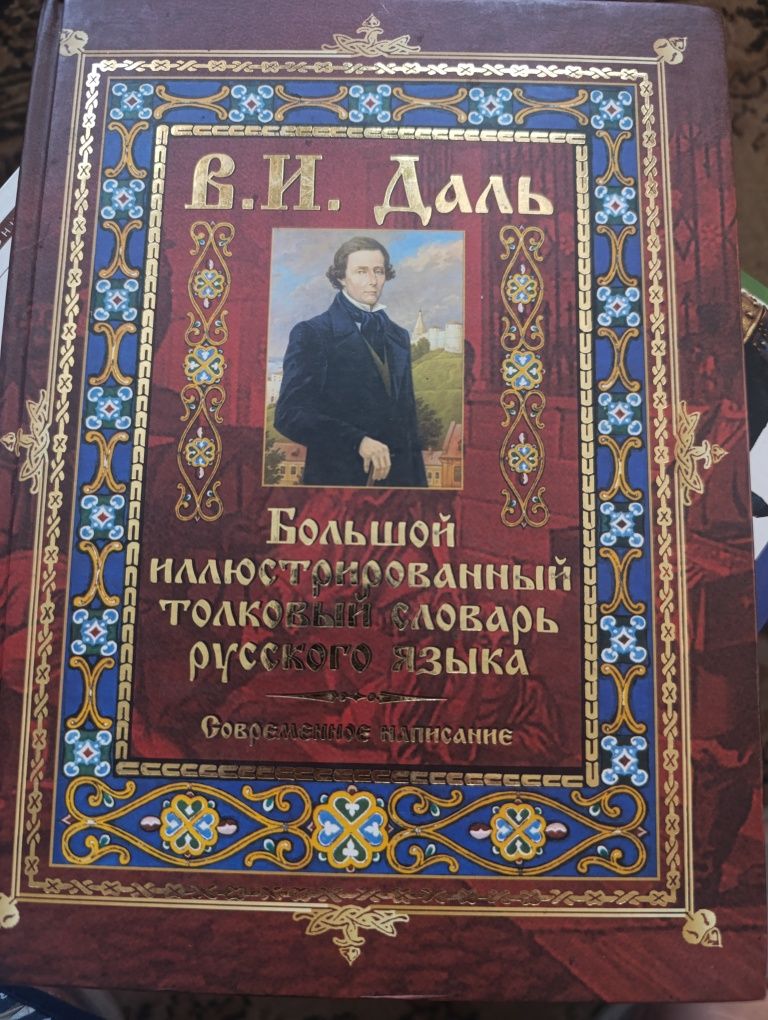 В.И. Даль
Большой
иллюстрированный
толковый словарь
русского языка
Современное написание